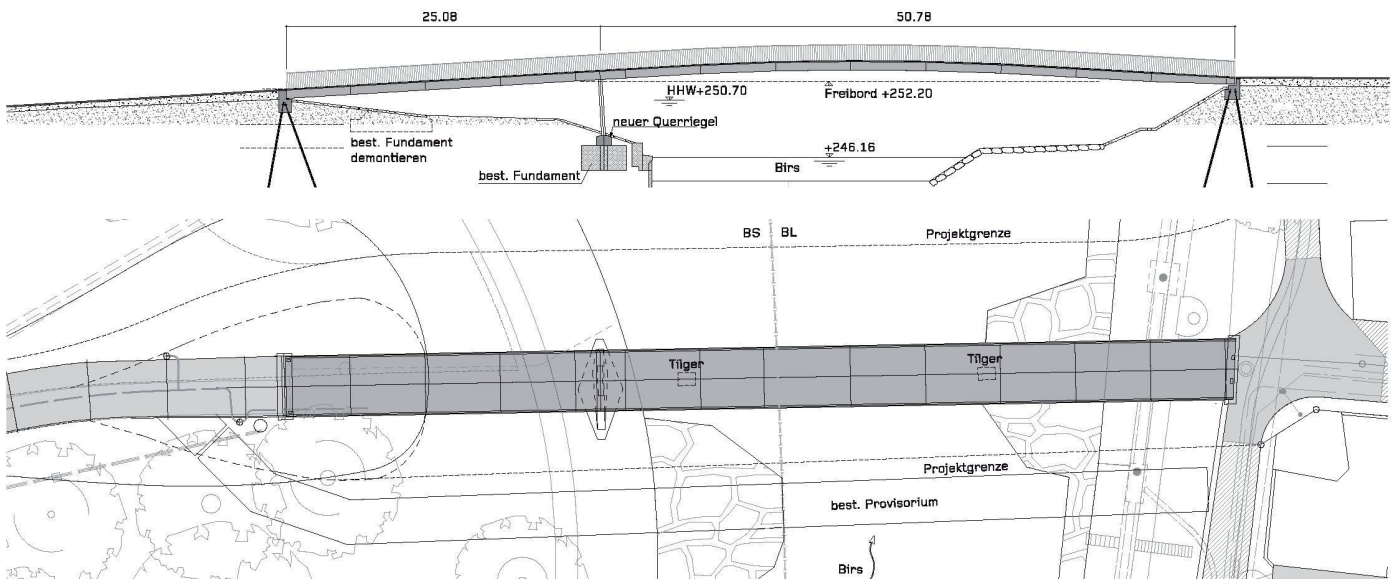 25.08
50.78
HHW+250.70
Freibord +252.20
neuer Querriegel
best. Fundament
demontieren
+246.16
Birs
best. Fundament
BS BL
Projektgrenze
Tilger
Tilger
Projektgrenze
best. Provisorium
Birs